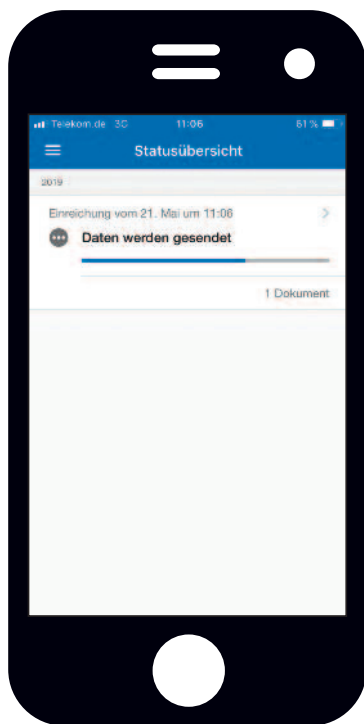 Telekom.de 3G 11:06 61 %
Statusübersicht
2019
Einreichung vom 21. Mai um 11:06
Daten werden gesendet
1 Dokument